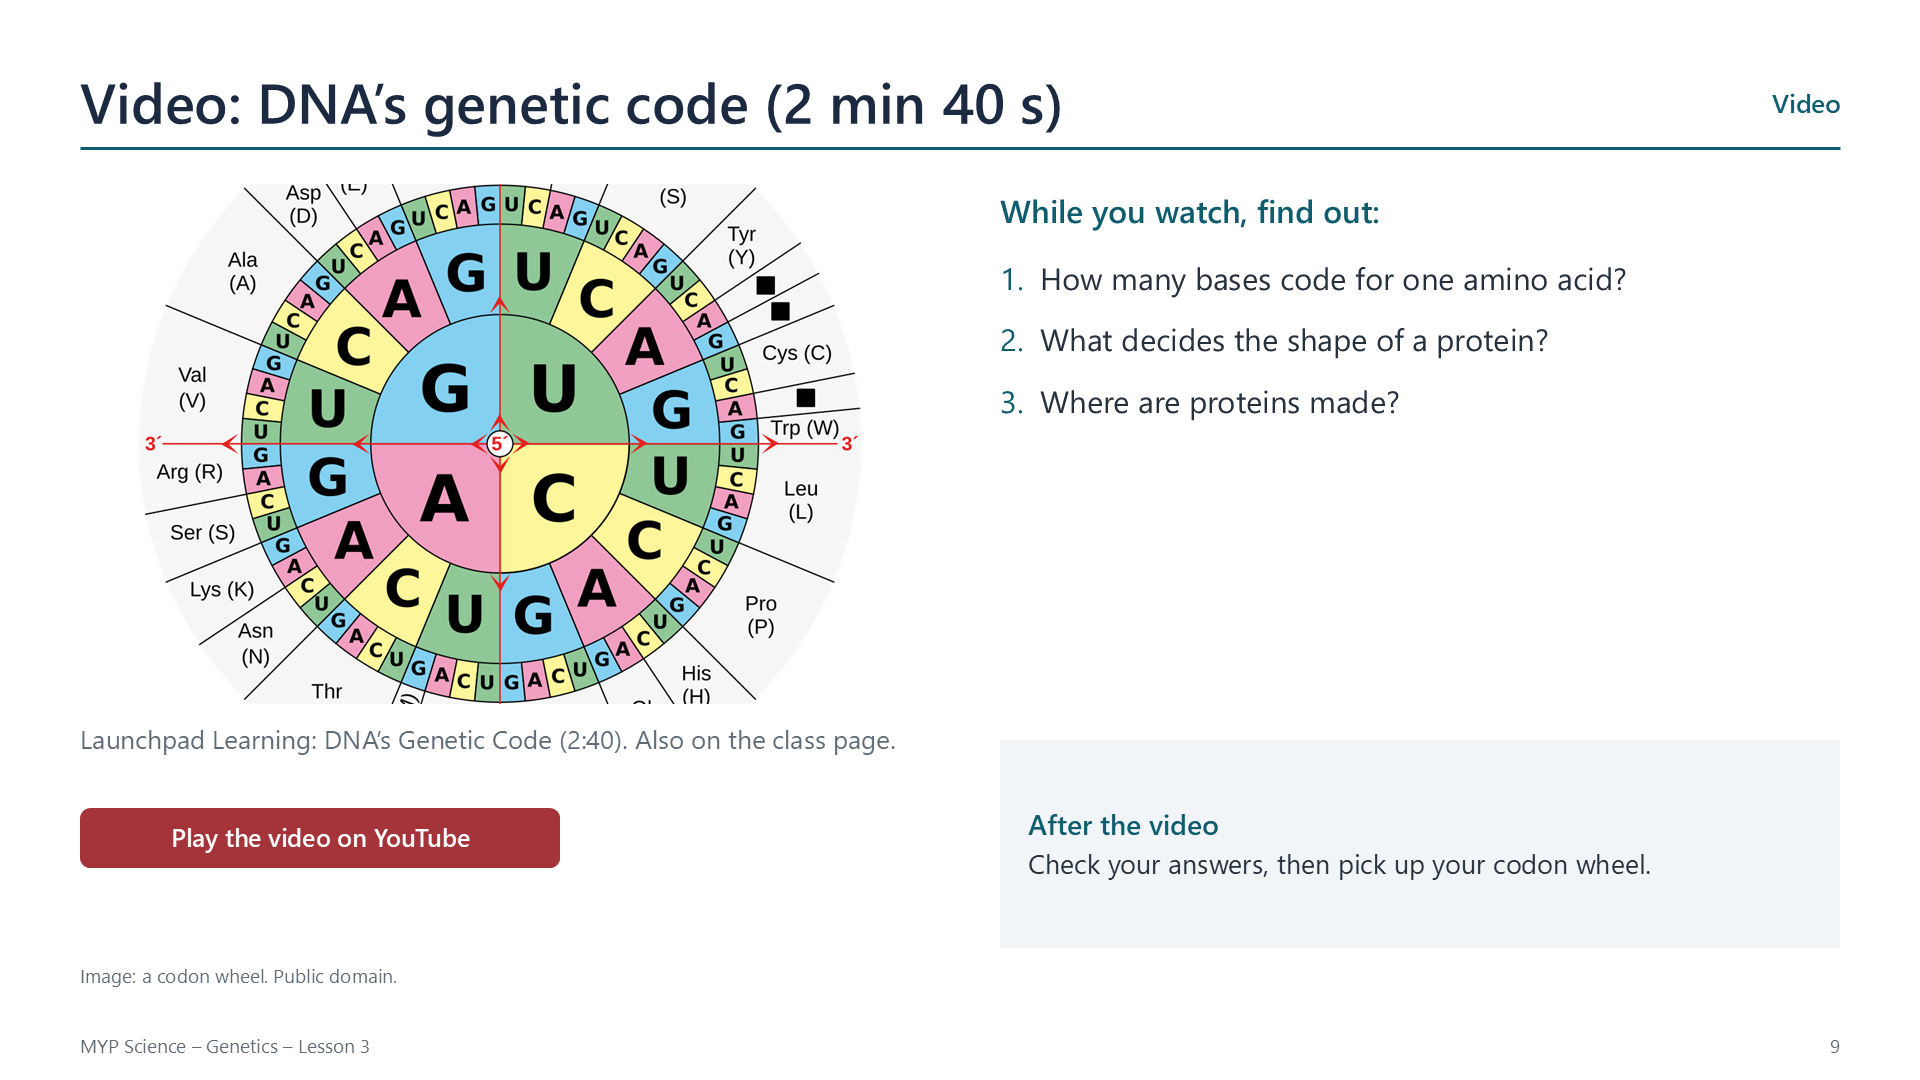 Video: DNA’s genetic code (2 min 40 s)
Video
Asp
(D)
(E)
(S)
Tyr
(Y)
Ala
(A)
Cys (C)
Val
(V)
Trp (W)
3´
5´
3´
Arg (R)
Leu
(L)
Ser (S)
Lys (K)
Pro
(P)
Asn
(N)
His
(H)
Thr
G U
A C
G U C A G U C A G U C A G U C A
G U C A G U C A G U C A G U C A G U C A G U C A G U C A G U C A G U C A G U C A G U C A G U C A G U C A G U C A G U C A G U C A
Launchpad Learning: DNA’s Genetic Code (2:40). Also on the class page.
Play the video on YouTube
Image: a codon wheel. Public domain.
While you watch, find out:
1. How many bases code for one amino acid?
2. What decides the shape of a protein?
3. Where are proteins made?
After the video
Check your answers, then pick up your codon wheel.
MYP Science – Genetics – Lesson 3
9